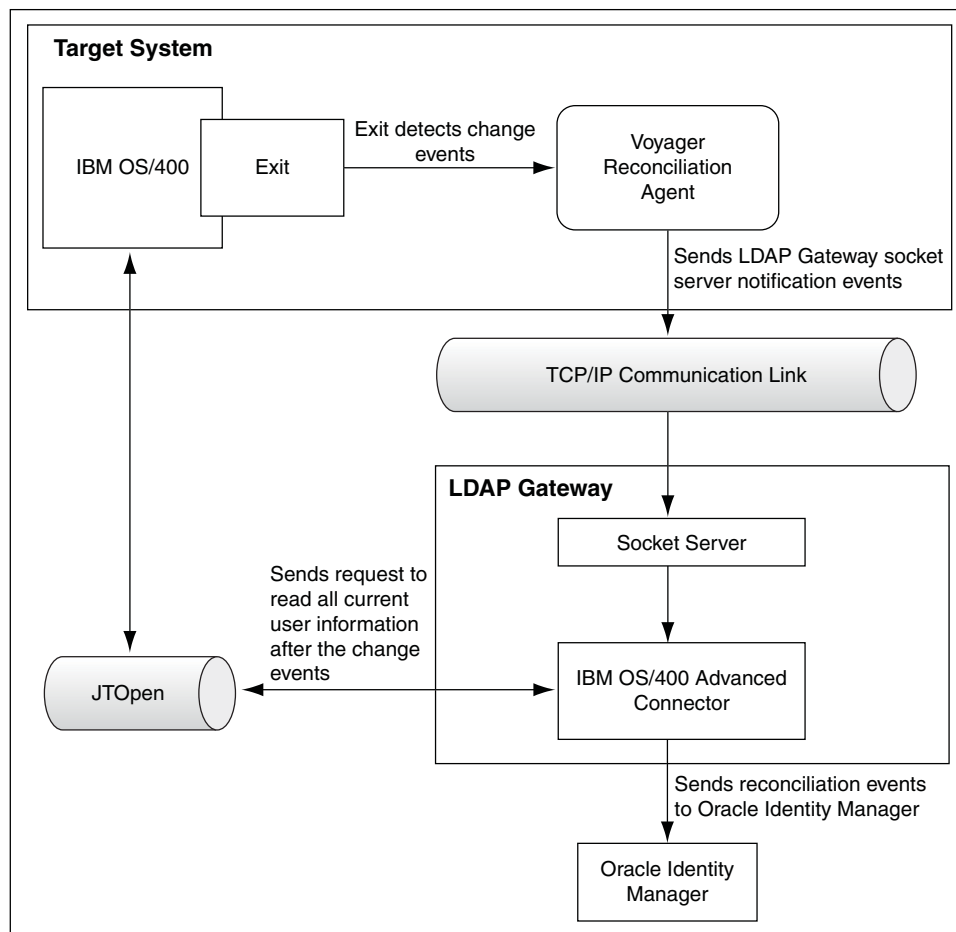 Target System
IBM OS/400
Exit
Exit detects change
events
Voyager
Reconciliation
Agent
Sends LDAP Gateway socket
server notification events
TCP/IP Communication Link
LDAP Gateway
Socket Server
Sends request to
read all current
user information
after the change
events
JTOpen
IBM OS/400 Advanced
Connector
Sends reconciliation events
to Oracle Identity Manager
Oracle Identity
Manager